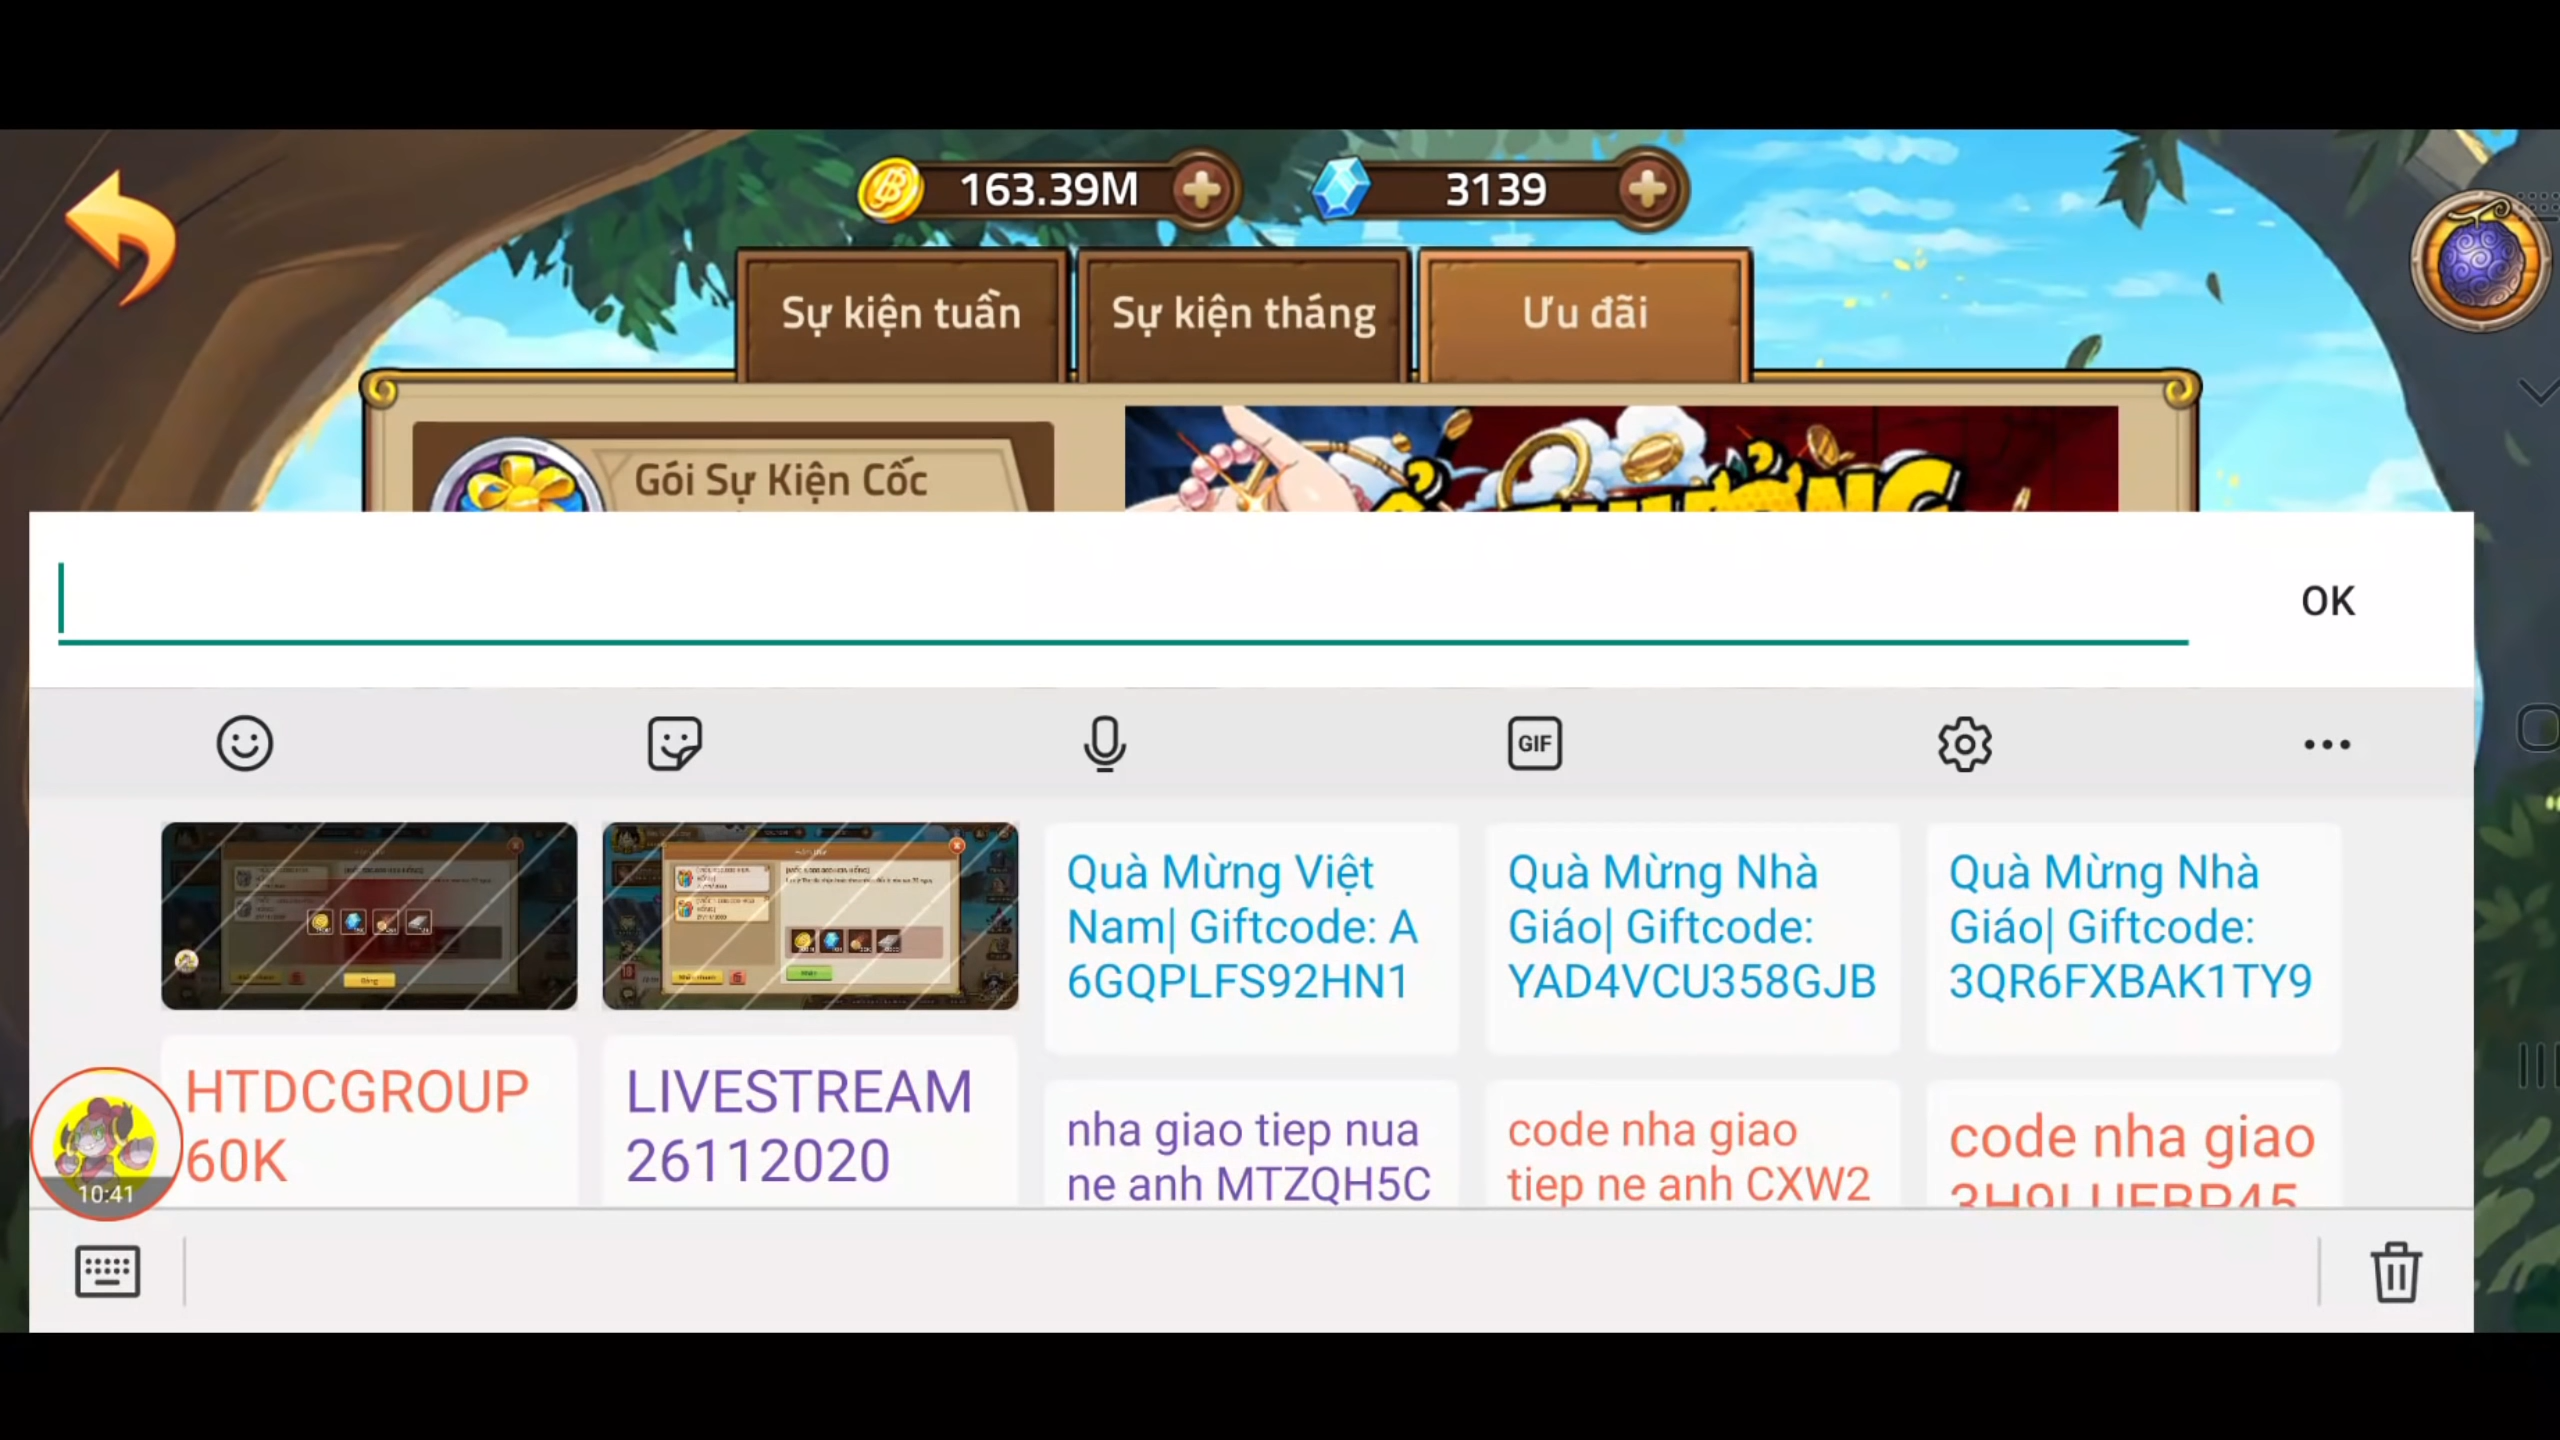 163.39M
3139
Sự kiện tuần
Sự kiện tháng
Ưu đãi
Gói Sự Kiện Cốc
OK
GIF
Quà Mừng Việt
Nam| Giftcode: A
6GQPLFS92HN1
Quà Mừng Nhà
Giáo| Giftcode:
YAD4VCU358GJB
Quà Mừng Nhà
Giáo| Giftcode:
3QR6FXBAK1TY9
HTDCGROUP
60K
LIVESTREAM
26112020
nha giao tiep nua
ne anh MTZQH5C
code nha giao
tiep ne anh CXW2
code nha giao
10:41